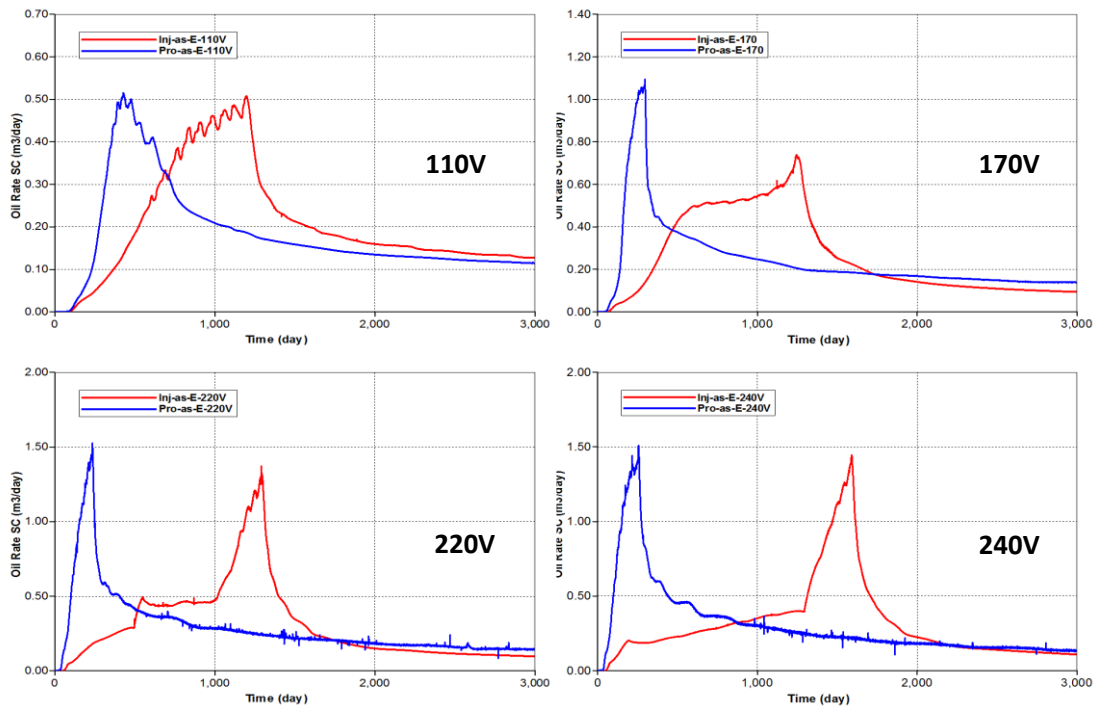 0.70
0.60
0.50
0.40
0.30
0.20
0.10
0.00
Oil Rate SC (m3/day)
Inj-as-E-110V
Pro-as-E-110V
110V
0
1,000
2,000
3,000
Time (day)
1.40
1.20
1.00
0.80
0.60
0.40
0.20
0.00
Oil Rate SC (m3/day)
Inj-as-E-170
Pro-as-E-170
170V
0
1,000
2,000
3,000
Time (day)
2.00
1.50
1.00
0.50
0.00
Oil Rate SC (m3/day)
Inj-as-E-220V
Pro-as-E-220V
220V
0
1,000
2,000
3,000
Time (day)
2.00
1.50
1.00
0.50
0.00
Oil Rate SC (m3/day)
Inj-as-E-240V
Pro-as-E-240V
240V
0
1,000
2,000
3,000
Time (day)